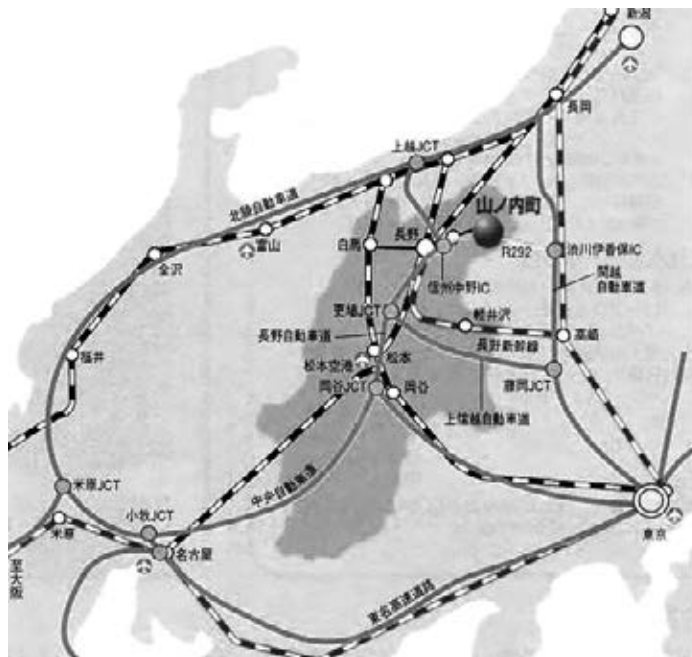 新潟
長岡
上越JCT
北陸自動車道
山ノ内町
富山
白馬
長野
R292
渋川伊香保IC
金沢
信州中野IC
関越
自動車道
更埴JCT
軽井沢
長野自動車道
長野新幹線
高崎
福井
松本空港
松本
岡谷JCT
岡谷
藤岡JCT
上信越自動車道
米原JCT
中央自動車道
小牧JCT
米原
名古屋
東京
至大阪
東名高速道路